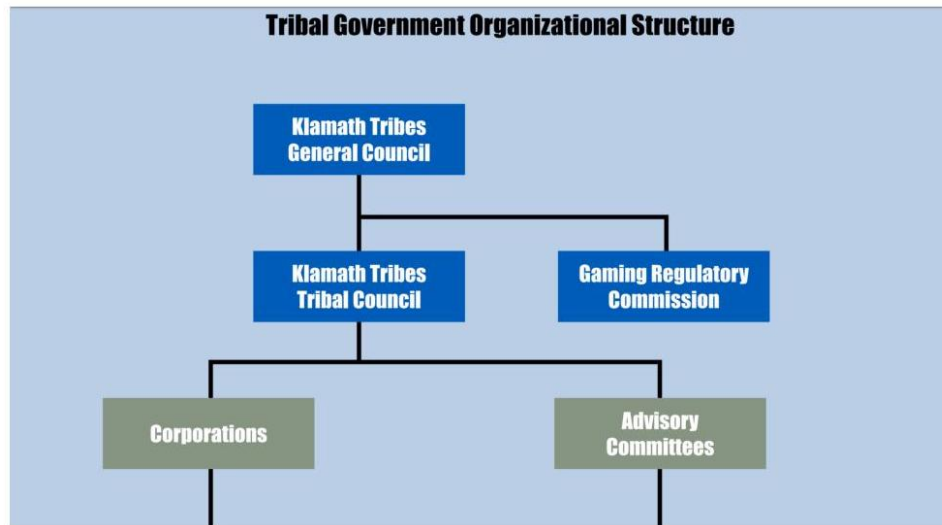 Tribal Government Organizational Structure
Klamath Tribes
General Council
Klamath Tribes
Tribal Council
Gaming Regulatory
Commission
Corporations
Advisory
Committees